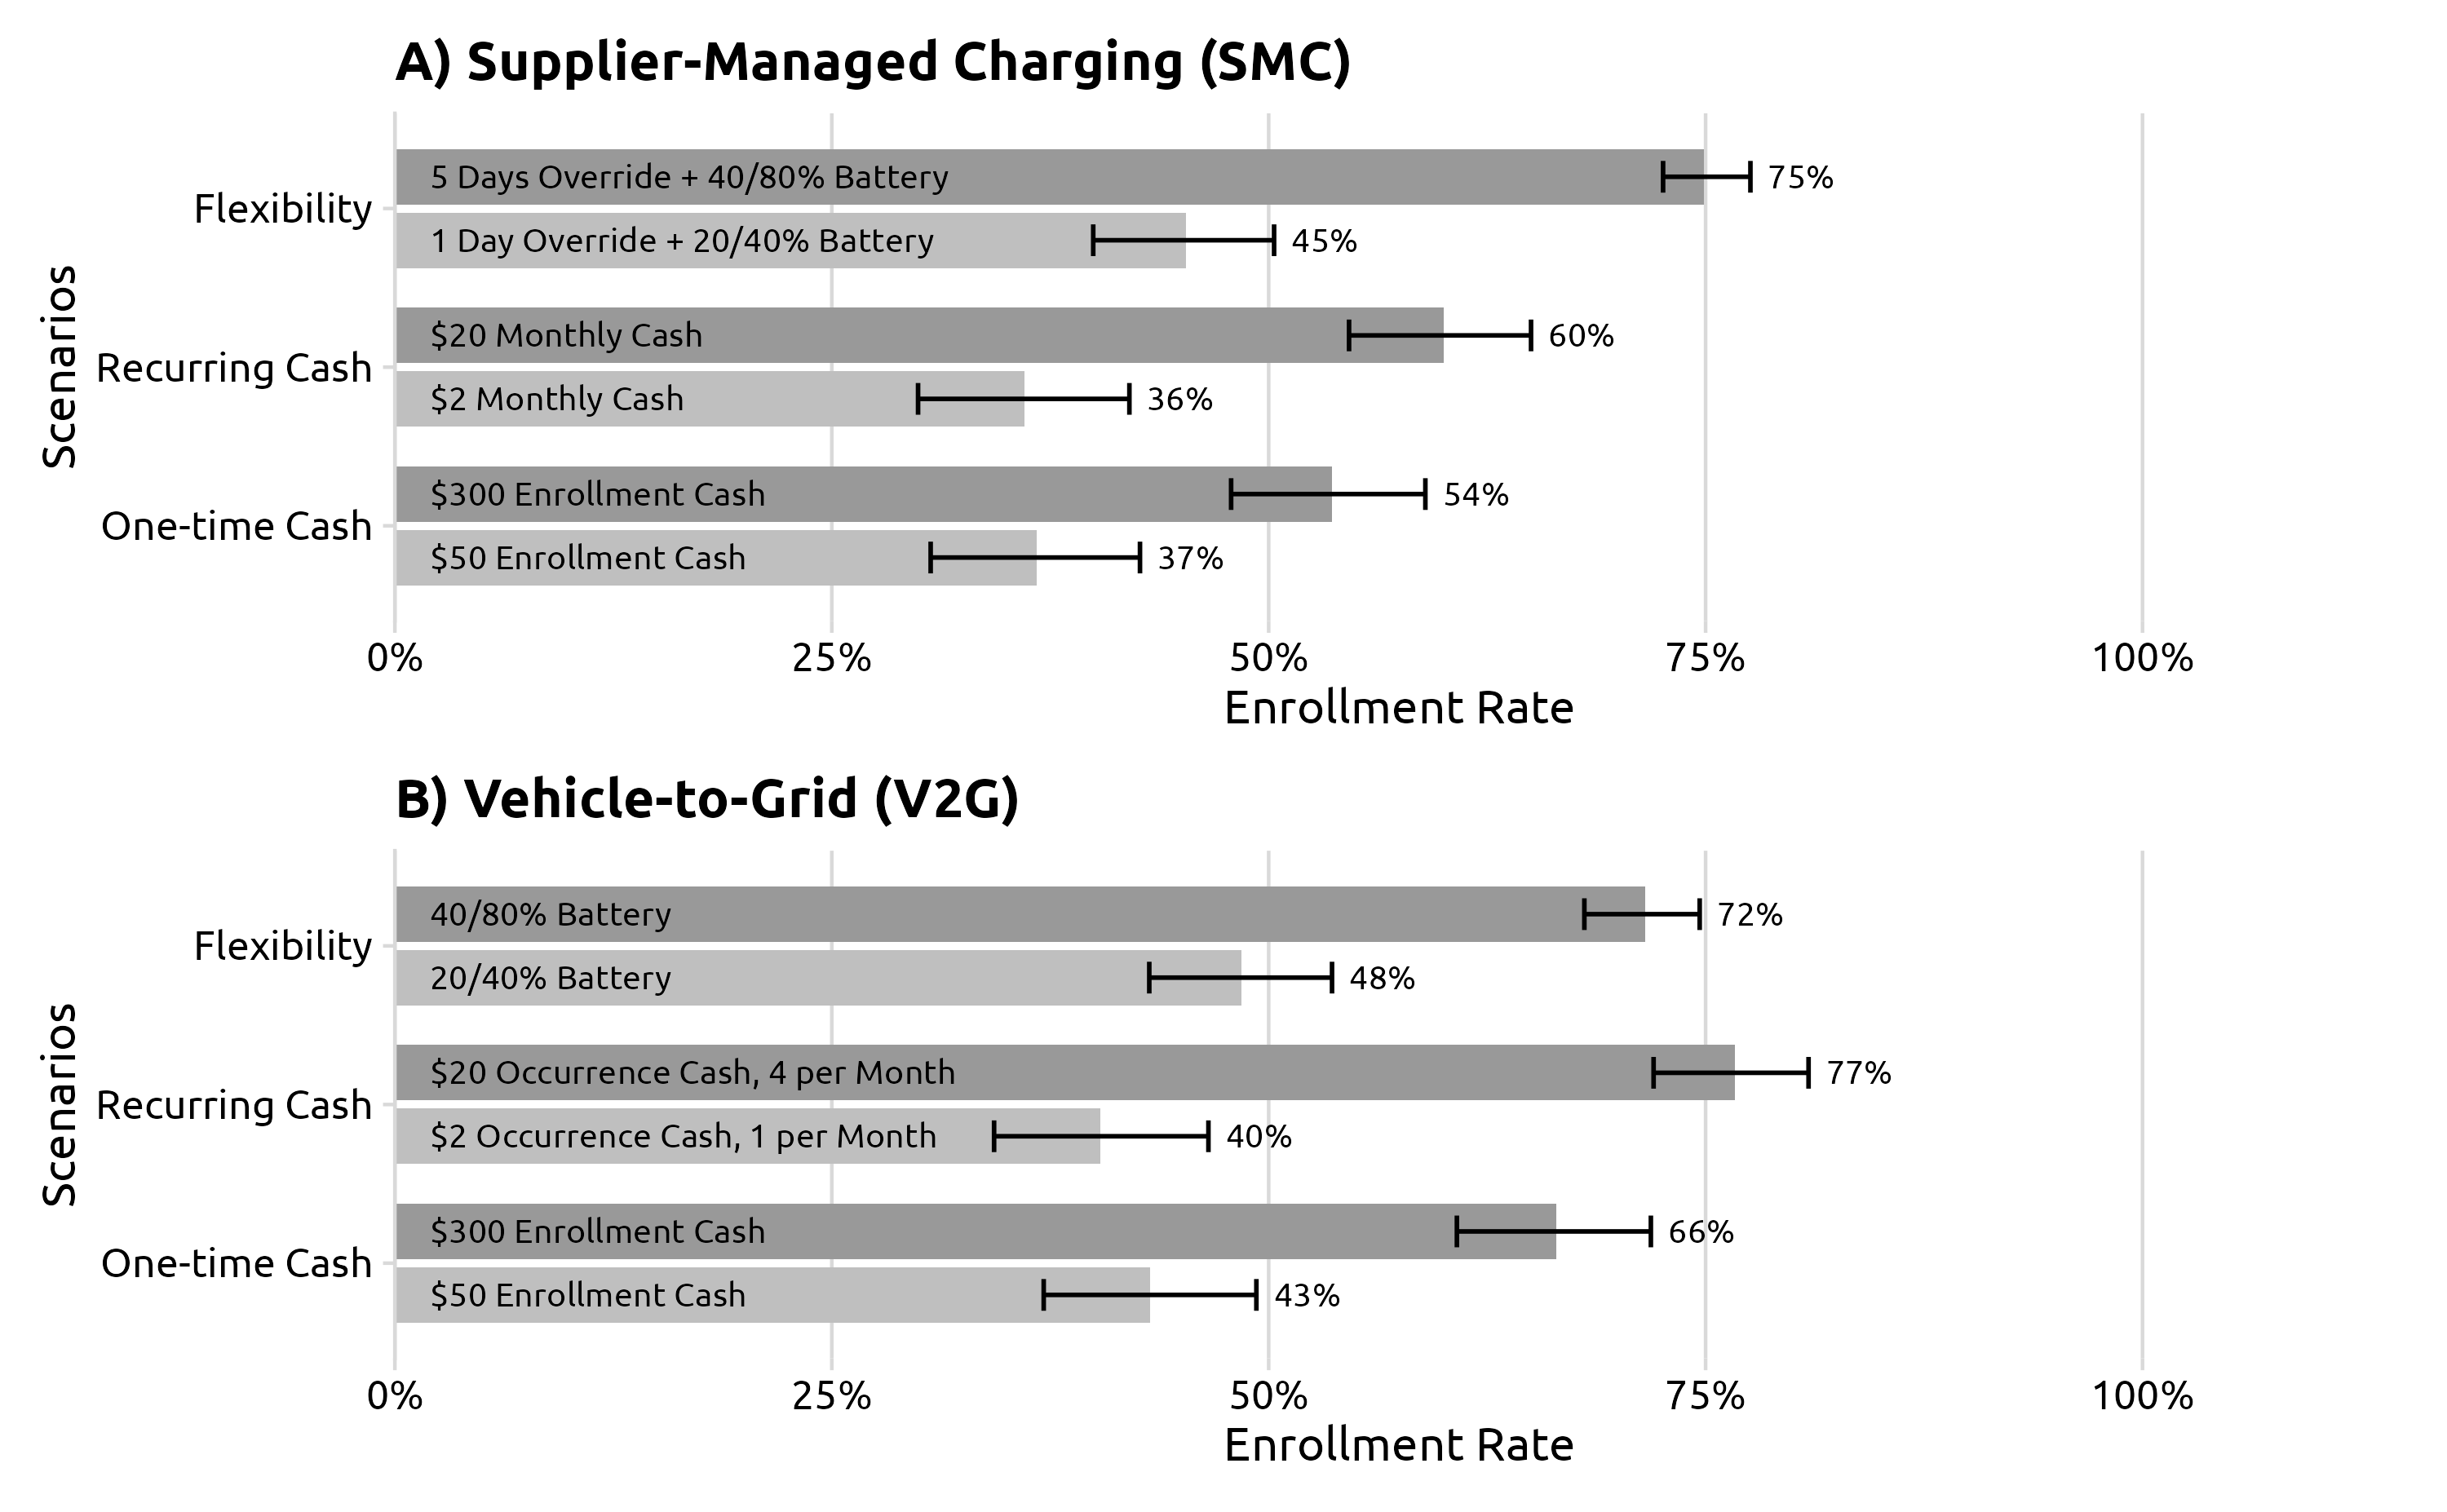 A) Supplier-Managed Charging (SMC)
Scenarios
Flexibility
5 Days Override + 40/80% Battery 75%
1 Day Override + 20/40% Battery 45%
Recurring Cash
$20 Monthly Cash 60%
$2 Monthly Cash 36%
One-time Cash
$300 Enrollment Cash 54%
$50 Enrollment Cash 37%
0% 25% 50% 75% 100%
Enrollment Rate
B) Vehicle-to-Grid (V2G)
Scenarios
Flexibility
40/80% Battery 72%
20/40% Battery 48%
Recurring Cash
$20 Occurrence Cash, 4 per Month 77%
$2 Occurrence Cash, 1 per Month 40%
One-time Cash
$300 Enrollment Cash 66%
$50 Enrollment Cash 43%
0% 25% 50% 75% 100%
Enrollment Rate